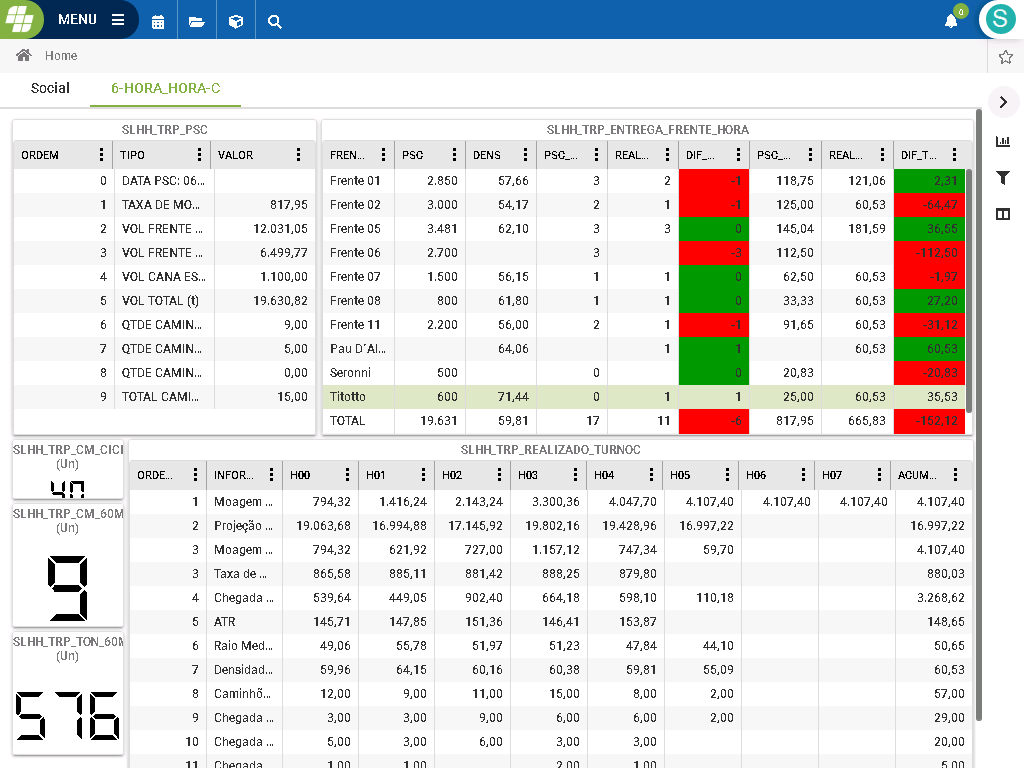 MENU
6
S
Home
Social 6-HORA_HORA-C
SLHH_TRP_PSC
ORDEM TIPO VALOR
0 DATA PSC: 06...
1 TAXA DE MO... 817,95
2 VOL FRENTE ... 12.031,05
3 VOL FRENTE ... 6.499,77
4 VOL CANA ES... 1.100,00
5 VOL TOTAL (t) 19.630,82
6 QTDE CAMIN... 9,00
7 QTDE CAMIN... 5,00
8 QTDE CAMIN... 0,00
9 TOTAL CAMI... 15,00
SLHH_TRP_ENTREGA_FRENTE_HORA
FREN... PSC DENS PSC_... REAL... DIF_... PSC_... REAL... DIF_T...
Frente 01 2.850 57,66 3 2 -1 118,75 121,06 2,31
Frente 02 3.000 54,17 2 1 -1 125,00 60,53 -64,47
Frente 05 3.481 62,10 3 3 0 145,04 181,59 36,55
Frente 06 2.700 3 -3 112,50 -112,50
Frente 07 1.500 56,15 1 1 0 62,50 60,53 -1,97
Frente 08 800 61,80 1 1 0 33,33 60,53 27,20
Frente 11 2.200 56,00 2 1 -1 91,65 60,53 -31,12
Pau D´Al... 64,06 1 1 60,53 60,53
Seronni 500 0 0 20,83 -20,83
Titotto 600 71,44 0 1 1 25,00 60,53 35,53
TOTAL 19.631 59,81 17 11 -6 817,95 665,83 -152,12
SLHH_TRP_CM_CICL
(Un)
40
SLHH_TRP_CM_60M
(Un)
9
SLHH_TRP_TON_60M
(Un)
576
SLHH_TRP_REALIZADO_TURNOC
ORDE... INFOR... H00 H01 H02 H03 H04 H05 H06 H07 ACUM...
1 Moagem ... 794,32 1.416,24 2.143,24 3.300,36 4.047,70 4.107,40 4.107,40 4.107,40 4.107,40
2 Projeção ... 19.063,68 16.994,88 17.145,92 19.802,16 19.428,96 16.997,22 16.997,22
3 Moagem ... 794,32 621,92 727,00 1.157,12 747,34 59,70 4.107,40
3 Taxa de ... 865,58 885,11 881,42 888,25 879,80 880,03
4 Chegada ... 539,64 449,05 902,40 664,18 598,10 110,18 3.268,62
5 ATR 145,71 147,85 151,36 146,41 153,87 148,65
6 Raio Med... 49,06 55,78 51,97 51,23 47,84 44,10 50,65
7 Densidad... 59,96 64,15 60,16 60,38 59,81 55,09 60,53
8 Caminhõ... 12,00 9,00 11,00 15,00 8,00 2,00 57,00
9 Chegada ... 3,00 3,00 9,00 6,00 6,00 2,00 29,00
10 Chegada ... 5,00 3,00 6,00 3,00 3,00 20,00
11 Chegada ... 1,00 1,00 2,00 1,00 5,00